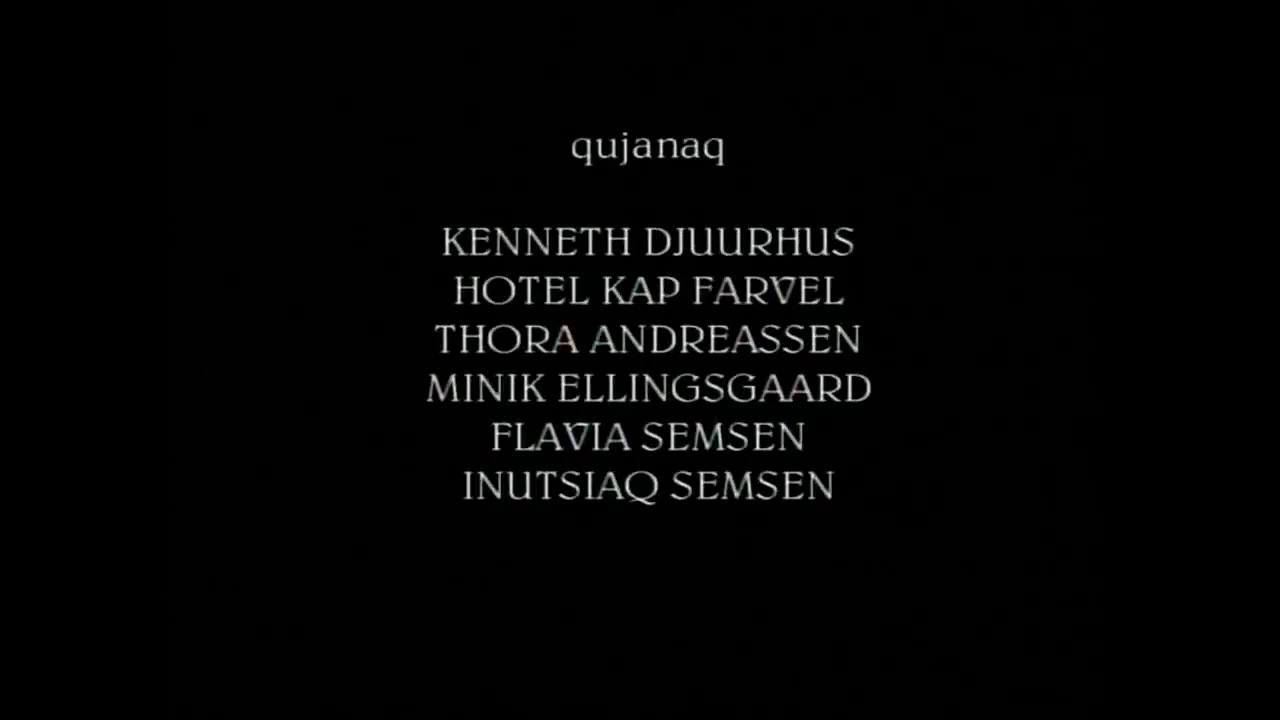 qujanaq
KENNETH DJUURHUS
HOTEL KAP FARVEL
THORA ANDREASSEN
MINIK ELLINGSGAARD
FLAVIA SEMSEN
INUTSIAQ SEMSEN